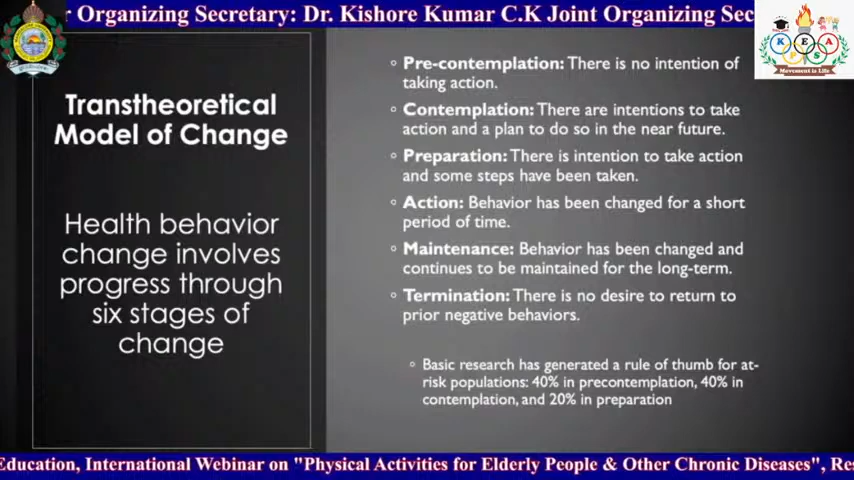 r Organizing Secretary: Dr. Kishore Kumar C.K Joint Organizing Sec
K E A
P S
Movement is Life
Transtheoretical
Model of Change
Health behavior
change involves
progress through
six stages of
change
Pre-contemplation: There is no intention of
taking action.
Contemplation: There are intentions to take
action and a plan to do so in the near future.
Preparation: There is intention to take action
and some steps have been taken.
Action: Behavior has been changed for a short
period of time.
Maintenance: Behavior has been changed and
continues to be maintained for the long-term.
Termination: There is no desire to return to
prior negative behaviors.
Basic research has generated a rule of thumb for at-
risk populations: 40% in precontemplation, 40% in
contemplation, and 20% in preparation
Education, International Webinar on "Physical Activities for Elderly People & Other Chronic Diseases", Res